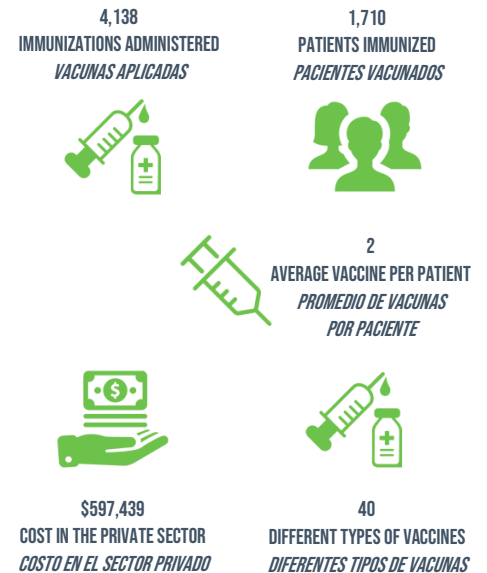 4,138
IMMUNIZATIONS ADMINISTERED
VACUNAS APLICADAS
1,710
PATIENTS IMMUNIZED
PACIENTES VACUNADOS
2
AVERAGE VACCINE PER PATIENT
PROMEDIO DE VACUNAS
POR PACIENTE
$597,439
COST IN THE PRIVATE SECTOR
COSTO EN EL SECTOR PRIVADO
40
DIFFERENT TYPES OF VACCINES
DIFERENTES TIPOS DE VACUNAS